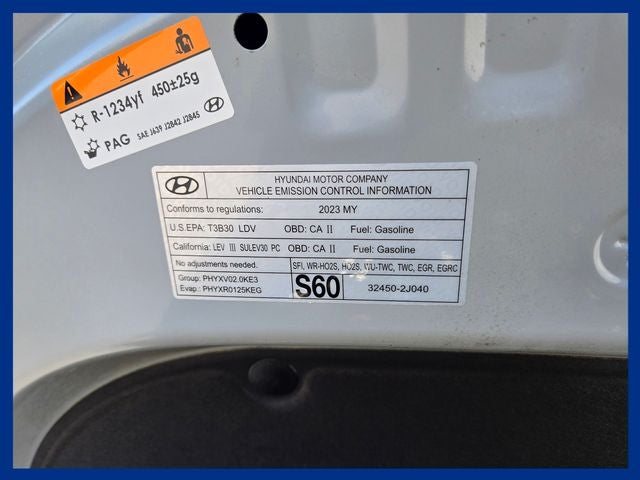 R-1234yf 450±25g
PAG SAE J639 J2842 J2845
HYUNDAI MOTOR COMPANY
VEHICLE EMISSION CONTROL INFORMATION
Conforms to regulations: 2023 MY
U.S.EPA: T3B30 LDV OBD: CA II Fuel: Gasoline
California: LEV III SULEV30 PC OBD: CA II Fuel: Gasoline
No adjustments needed. SFI, WR-HO2S, HO2S, WU-TWC, TWC, EGR, EGRC
Group: PHYXV02.0KE3
Evap.: PHYXR0125KEG S60 32450-2J040